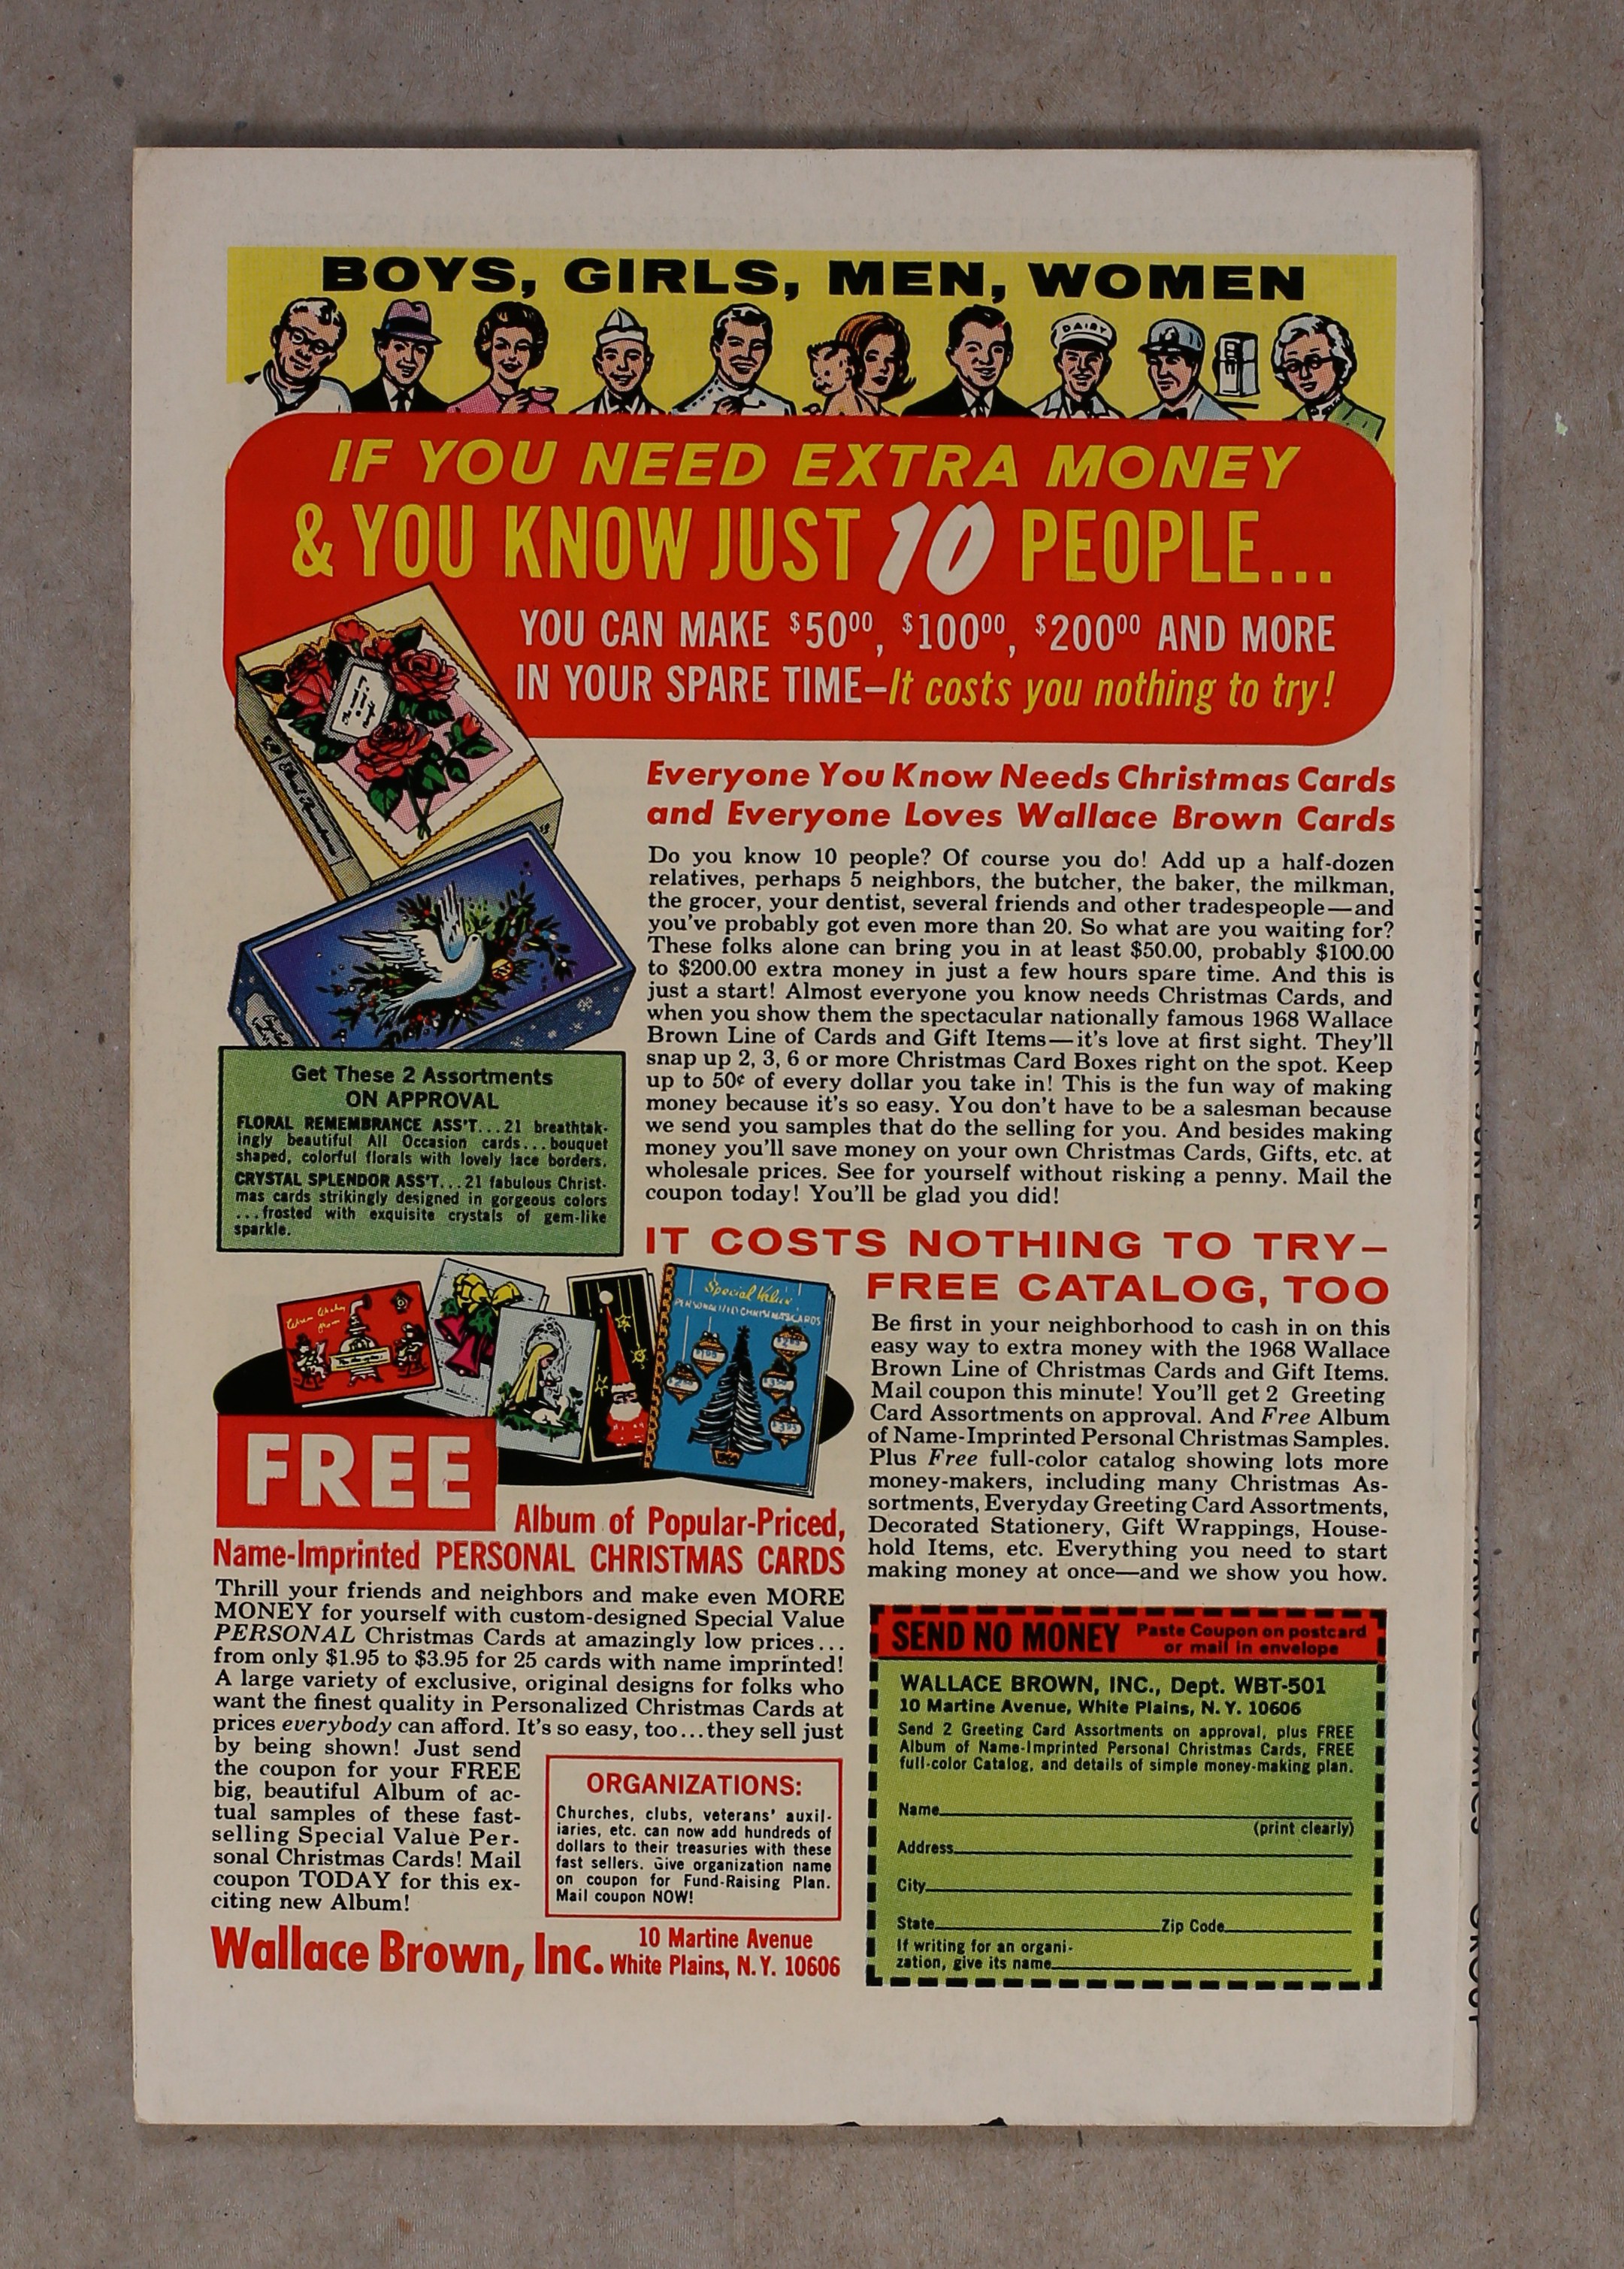 BOYS, GIRLS, MEN, WOMEN
DAIRY
IF YOU NEED EXTRA MONEY
& YOU KNOW JUST 10 PEOPLE...
YOU CAN MAKE $50⁰⁰, $100⁰⁰, $200⁰⁰ AND MORE
IN YOUR SPARE TIME—It costs you nothing to try!
Everyone You Know Needs Christmas Cards
and Everyone Loves Wallace Brown Cards
Do you know 10 people? Of course you do! Add up a half-dozen
relatives, perhaps 5 neighbors, the butcher, the baker, the milkman,
the grocer, your dentist, several friends and other tradespeople—and
you've probably got even more than 20. So what are you waiting for?
These folks alone can bring you in at least $50.00, probably $100.00
to $200.00 extra money in just a few hours spare time. And this is
just a start! Almost everyone you know needs Christmas Cards, and
when you show them the spectacular nationally famous 1968 Wallace
Brown Line of Cards and Gift Items—it's love at first sight. They'll
snap up 2, 3, 6 or more Christmas Card Boxes right on the spot. Keep
up to 50¢ of every dollar you take in! This is the fun way of making
money because it's so easy. You don't have to be a salesman because
we send you samples that do the selling for you. And besides making
money you'll save money on your own Christmas Cards, Gifts, etc. at
wholesale prices. See for yourself without risking a penny. Mail the
coupon today! You'll be glad you did!
Get These 2 Assortments
ON APPROVAL
FLORAL REMEMBRANCE ASS'T...21 breathtak-
ingly beautiful All Occasion cards...bouquet
shaped, colorful florals with lovely lace borders.
CRYSTAL SPLENDOR ASS'T...21 fabulous Christ-
mas cards strikingly designed in gorgeous colors
...frosted with exquisite crystals of gem-like
sparkle.
IT COSTS NOTHING TO TRY—
FREE CATALOG, TOO
Be first in your neighborhood to cash in on this
easy way to extra money with the 1968 Wallace
Brown Line of Christmas Cards and Gift Items.
Mail coupon this minute! You'll get 2 Greeting
Card Assortments on approval. And Free Album
of Name-Imprinted Personal Christmas Samples.
Plus Free full-color catalog showing lots more
money-makers, including many Christmas As-
sortments, Everyday Greeting Card Assortments,
Decorated Stationery, Gift Wrappings, House-
hold Items, etc. Everything you need to start
making money at once—and we show you how.
Special Value
PERSONALIZED CHRISTMAS CARDS
FREE
Album of Popular-Priced,
Name-Imprinted PERSONAL CHRISTMAS CARDS
Thrill your friends and neighbors and make even MORE
MONEY for yourself with custom-designed Special Value
PERSONAL Christmas Cards at amazingly low prices...
from only $1.95 to $3.95 for 25 cards with name imprinted!
A large variety of exclusive, original designs for folks who
want the finest quality in Personalized Christmas Cards at
prices everybody can afford. It's so easy, too...they sell just
by being shown! Just send
the coupon for your FREE
big, beautiful Album of ac-
tual samples of these fast-
selling Special Value Per-
sonal Christmas Cards! Mail
coupon TODAY for this ex-
citing new Album!
ORGANIZATIONS:
Churches, clubs, veterans' auxil-
iaries, etc. can now add hundreds of
dollars to their treasuries with these
fast sellers. Give organization name
on coupon for Fund-Raising Plan.
Mail coupon NOW!
Wallace Brown, Inc.
10 Martine Avenue
White Plains, N.Y. 10606
SEND NO MONEY
Paste Coupon on postcard
or mail in envelope
WALLACE BROWN, INC., Dept. WBT-501
10 Martine Avenue, White Plains, N. Y. 10606
Send 2 Greeting Card Assortments on approval, plus FREE
Album of Name-Imprinted Personal Christmas Cards, FREE
full-color Catalog, and details of simple money-making plan.
Name
(print clearly)
Address
City
State Zip Code
If writing for an organi-
zation, give its name